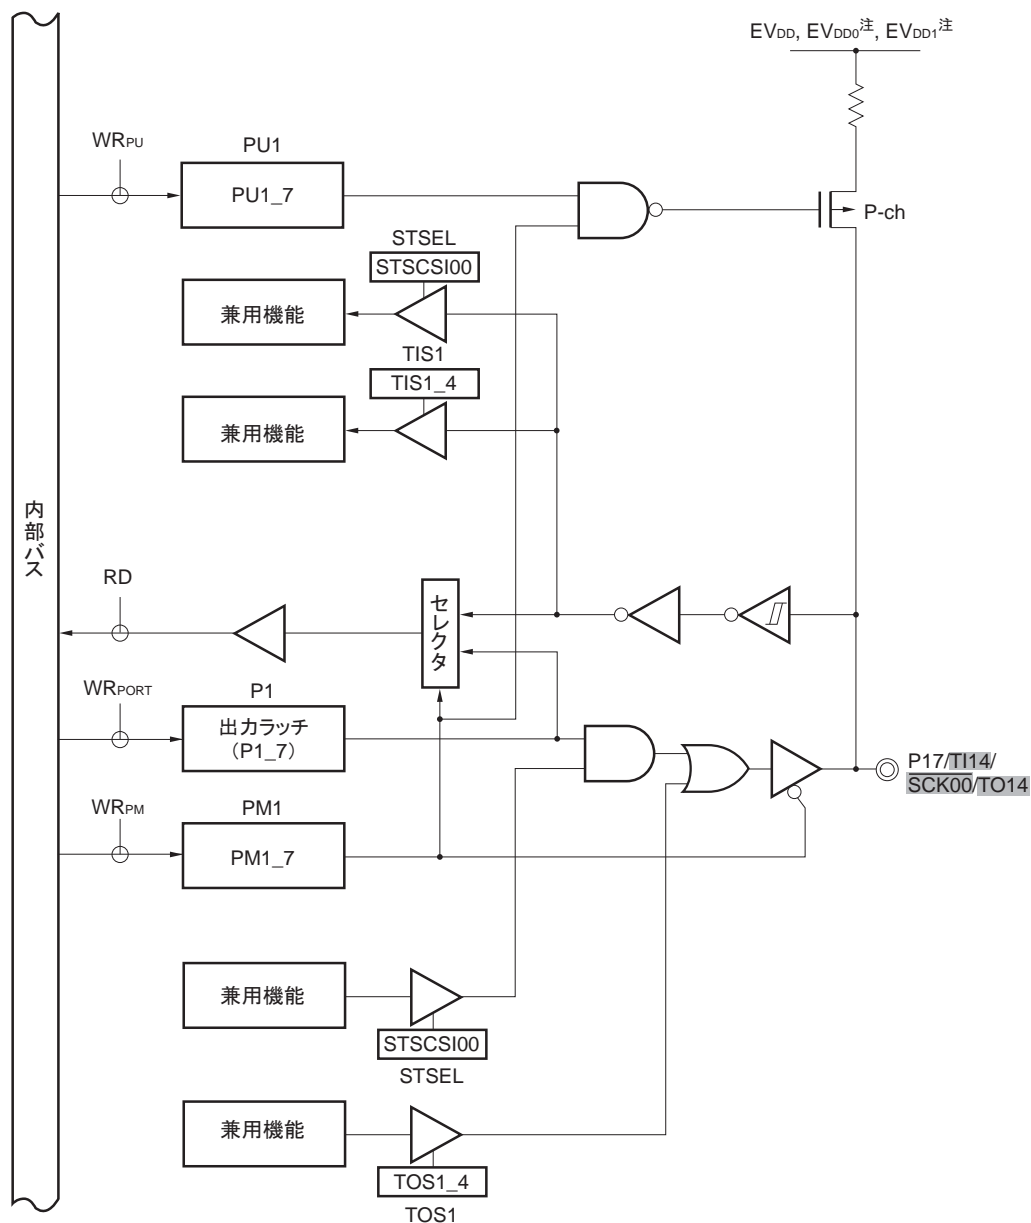 EVDD, EVDD0注, EVDD1注
WRPU
PU1
PU1_7
P-ch
STSEL
STSCSI00
兼用機能
TIS1
TIS1_4
兼用機能
内部バス
RD
セレクタ
WRPORT
P1
出力ラッチ
(P1_7)
P17/TI14/
SCK00/TO14
WRPM
PM1
PM1_7
兼用機能
STSCSI00
STSEL
兼用機能
TOS1_4
TOS1